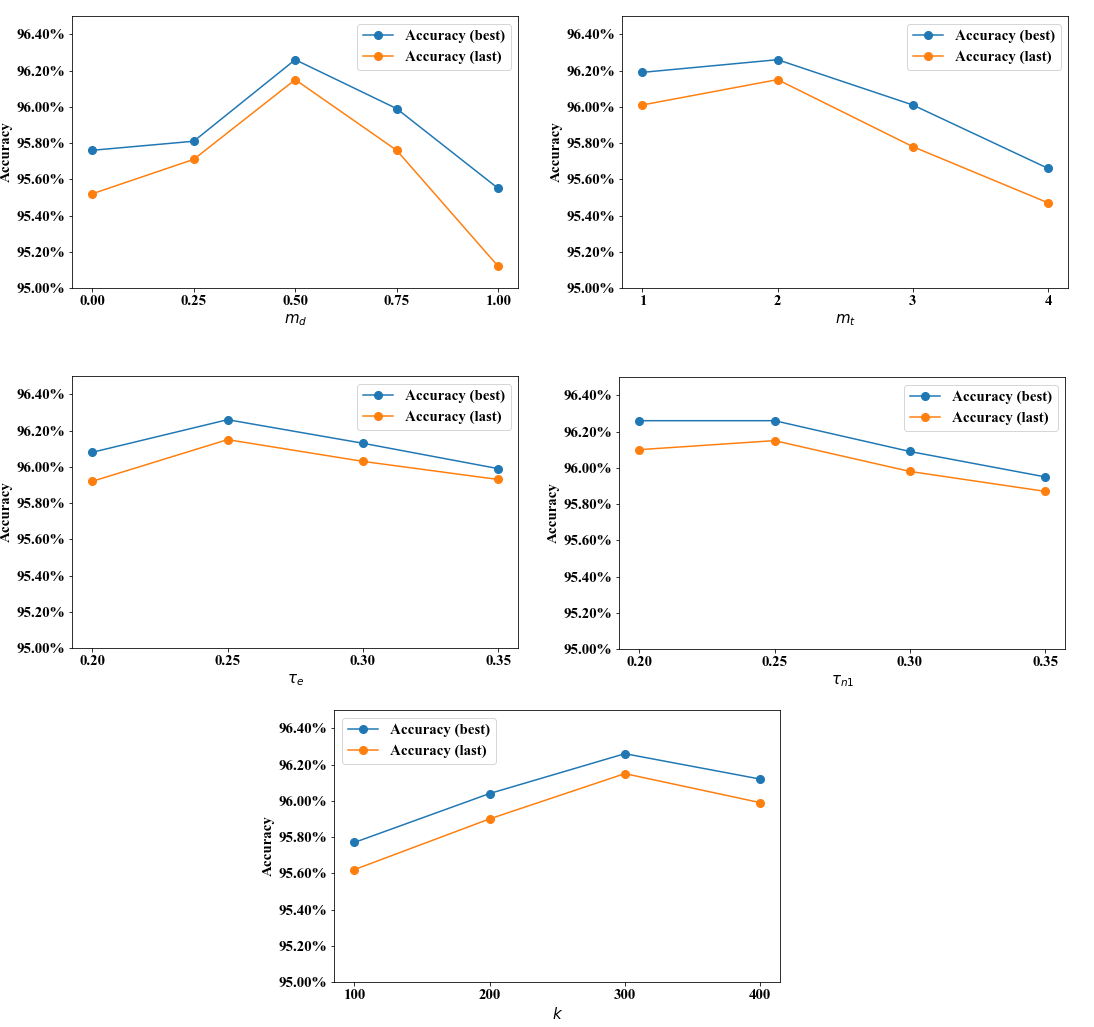 96.40%
96.20%
96.00%
95.80%
95.60%
95.40%
95.20%
95.00%
Accuracy
Accuracy (best)
Accuracy (last)
0.00 0.25 0.50 0.75 1.00
m_d
96.40%
96.20%
96.00%
95.80%
95.60%
95.40%
95.20%
95.00%
Accuracy
Accuracy (best)
Accuracy (last)
1 2 3 4
m_t
96.40%
96.20%
96.00%
95.80%
95.60%
95.40%
95.20%
95.00%
Accuracy
Accuracy (best)
Accuracy (last)
0.20 0.25 0.30 0.35
τ_e
96.40%
96.20%
96.00%
95.80%
95.60%
95.40%
95.20%
95.00%
Accuracy
Accuracy (best)
Accuracy (last)
0.20 0.25 0.30 0.35
τ_n1
96.40%
96.20%
96.00%
95.80%
95.60%
95.40%
95.20%
95.00%
Accuracy
Accuracy (best)
Accuracy (last)
100 200 300 400
k